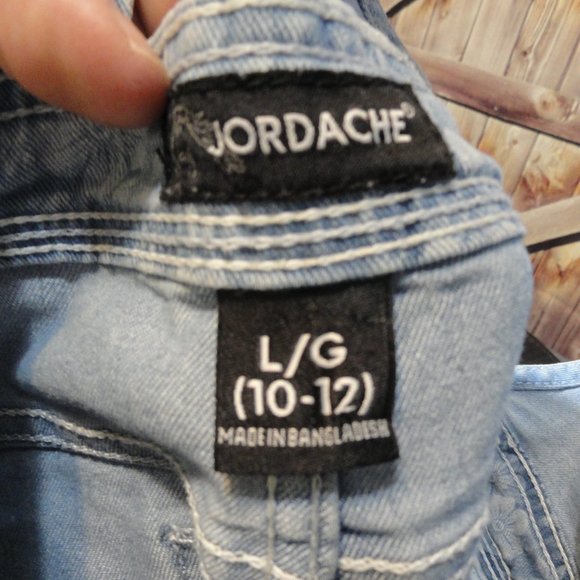 JORDACHE®
L/G
(10-12)
MADE IN BANGLADESH